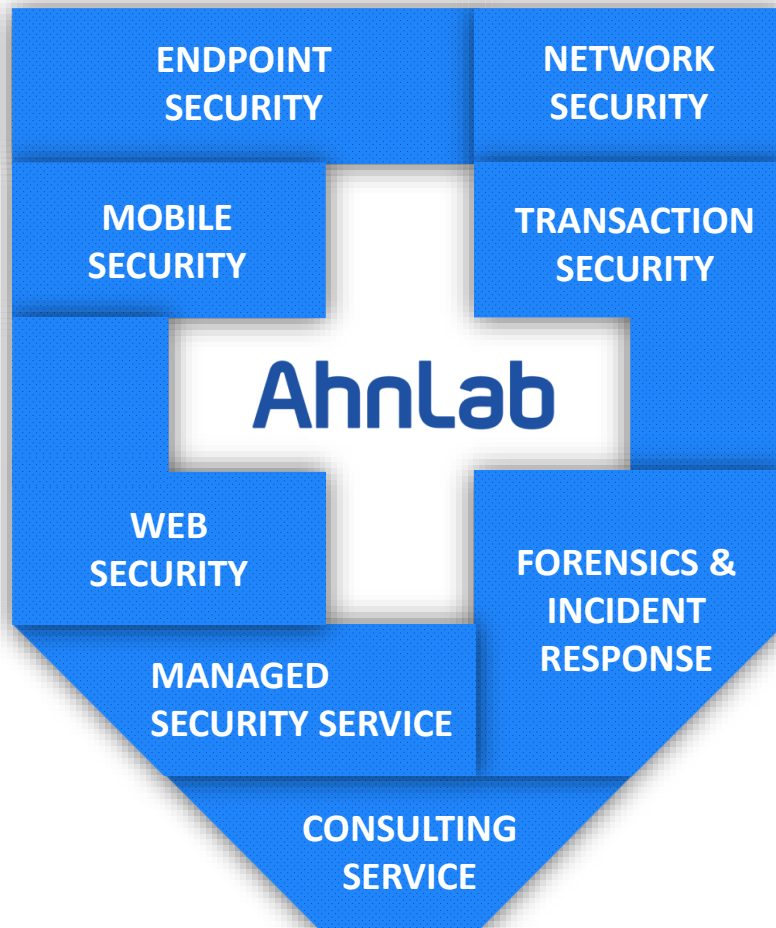 ENDPOINT
SECURITY
NETWORK
SECURITY
MOBILE
SECURITY
TRANSACTION
SECURITY
AhnLab
WEB
SECURITY
FORENSICS &
INCIDENT
RESPONSE
MANAGED
SECURITY SERVICE
CONSULTING
SERVICE